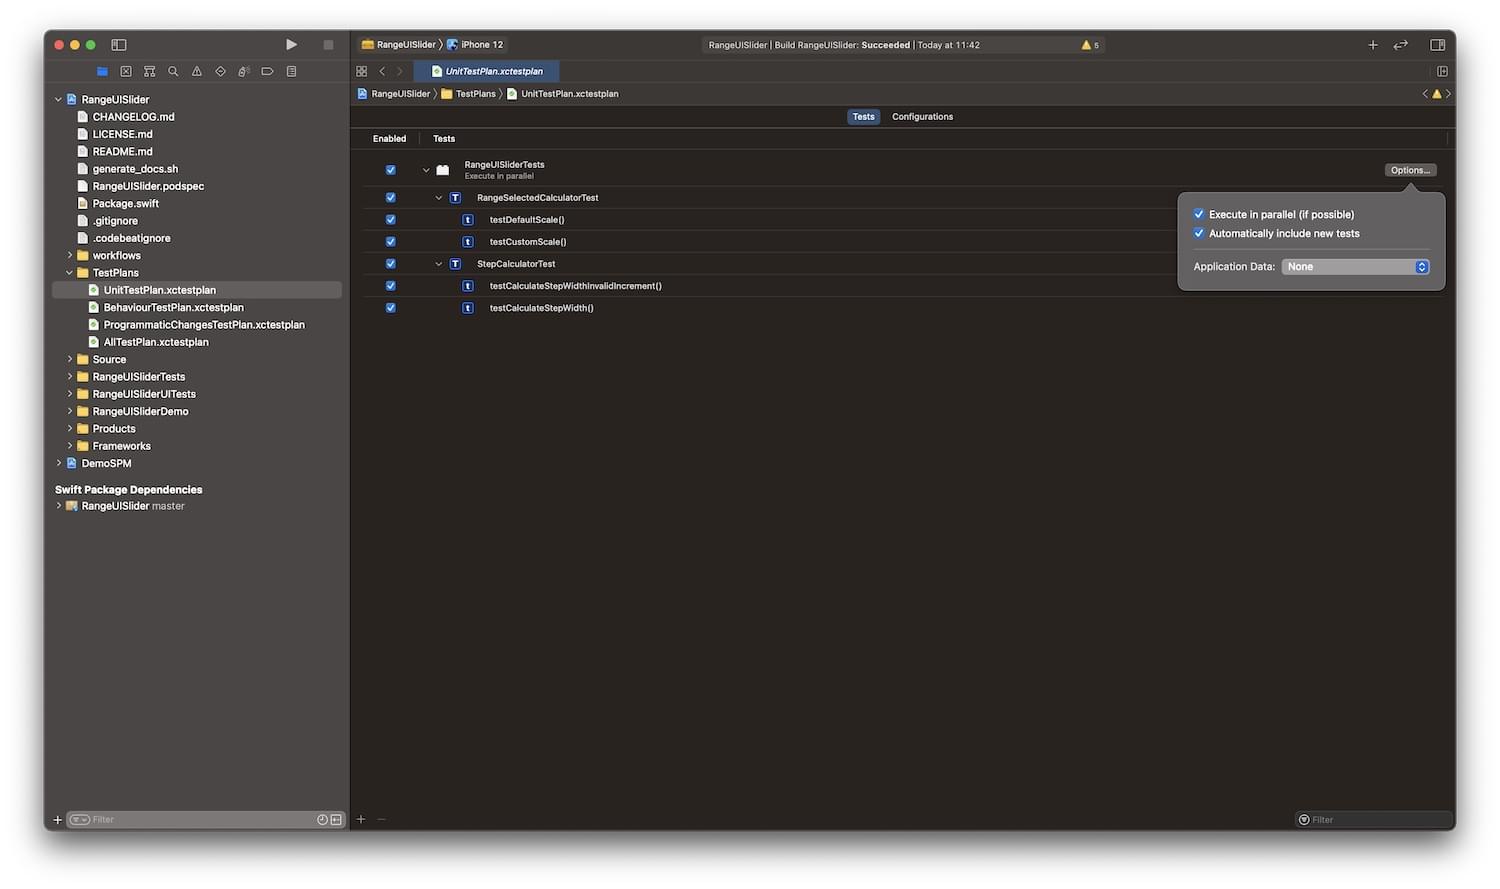 RangeUISlider iPhone 12
RangeUISlider | Build RangeUISlider: Succeeded | Today at 11:42
5
UnitTestPlan.xctestplan
RangeUISlider TestPlans UnitTestPlan.xctestplan
Tests Configurations
Enabled Tests
RangeUISliderTests
Execute in parallel
Options...
RangeSelectedCalculatorTest
testDefaultScale()
testCustomScale()
StepCalculatorTest
testCalculateStepWidthInvalidIncrement()
testCalculateStepWidth()
Execute in parallel (if possible)
Automatically include new tests
Application Data: None
RangeUISlider
CHANGELOG.md
LICENSE.md
README.md
generate_docs.sh
RangeUISlider.podspec
Package.swift
.gitignore
.codebeatignore
workflows
TestPlans
UnitTestPlan.xctestplan
BehaviourTestPlan.xctestplan
ProgrammaticChangesTestPlan.xctestplan
AllTestPlan.xctestplan
Source
RangeUISliderTests
RangeUISliderUITests
RangeUISliderDemo
Products
Frameworks
DemoSPM
Swift Package Dependencies
RangeUISlider master
Filter
Filter